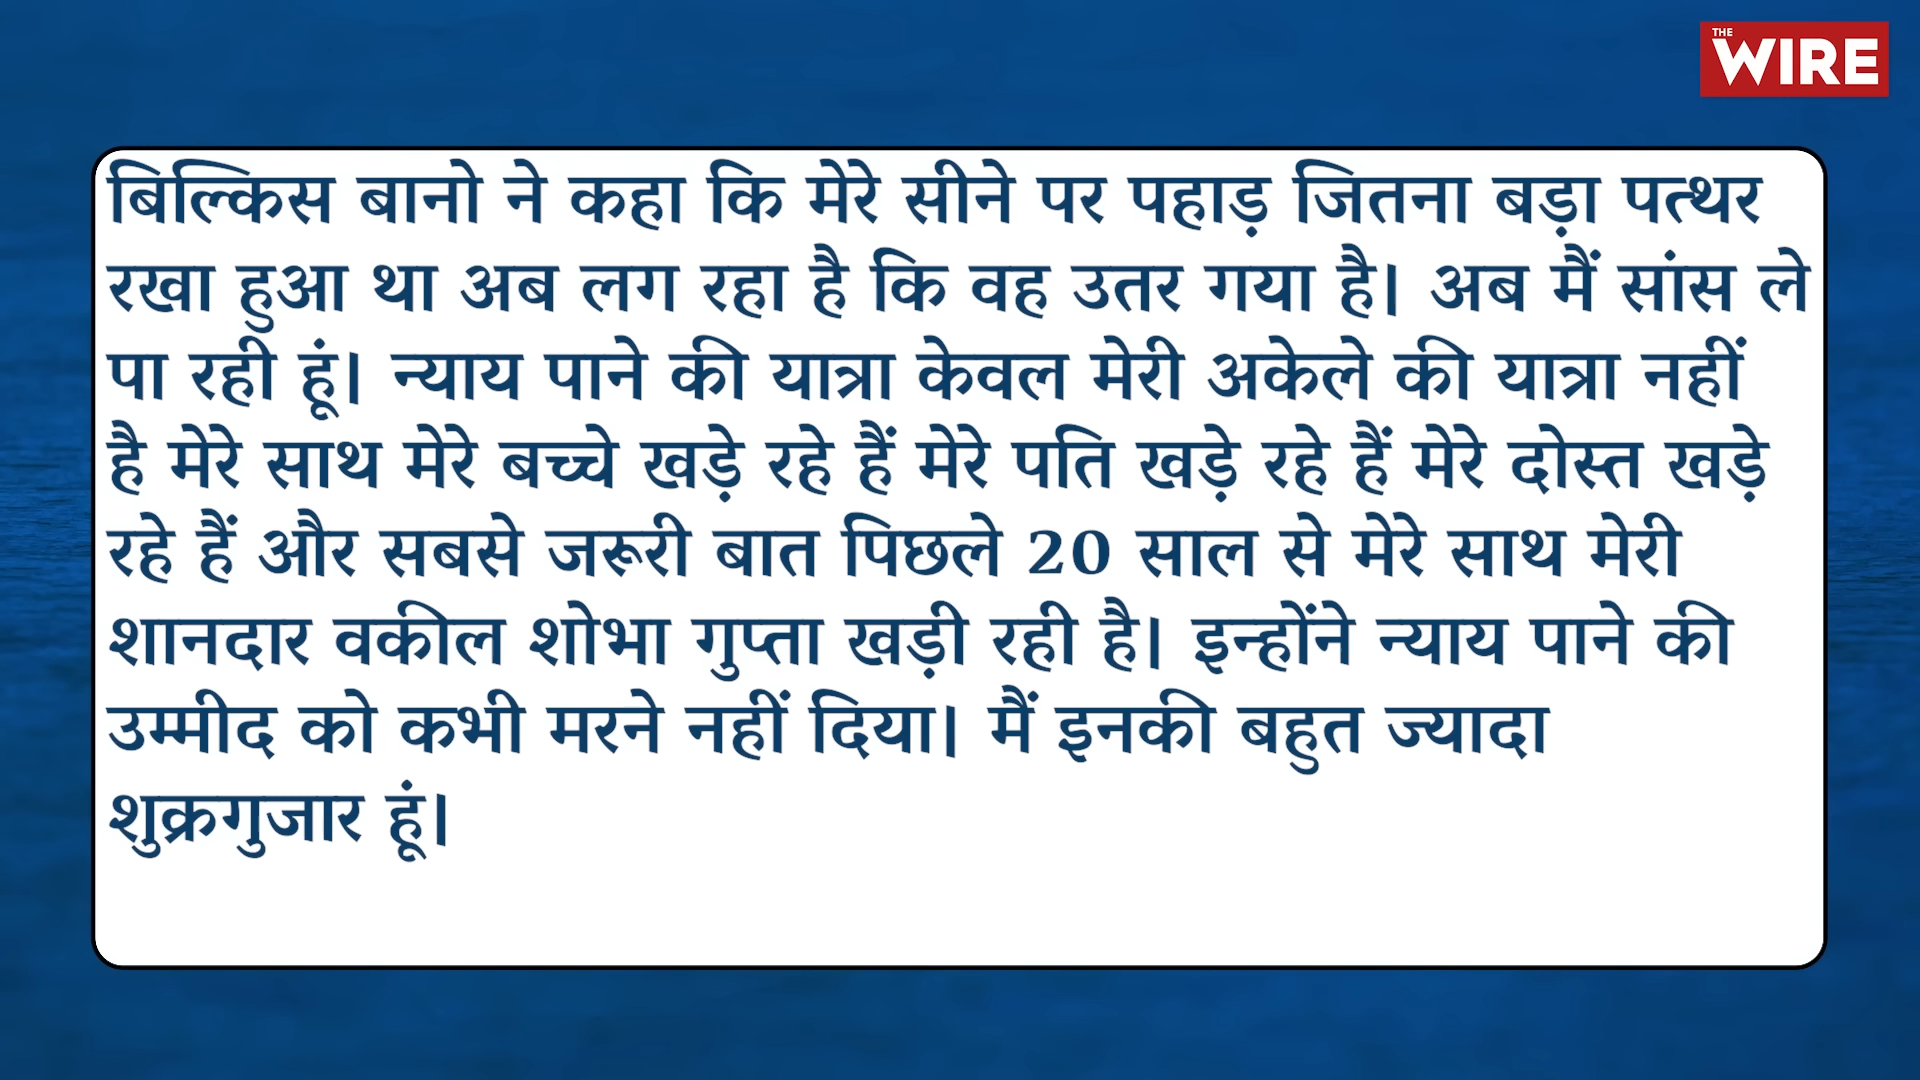 THE WIRE
बिल्किस बानो ने कहा कि मेरे सीने पर पहाड़ जितना बड़ा पत्थर
रखा हुआ था अब लग रहा है कि वह उतर गया है। अब मैं सांस ले
पा रही हूं। न्याय पाने की यात्रा केवल मेरी अकेले की यात्रा नहीं
है मेरे साथ मेरे बच्चे खड़े रहे हैं मेरे पति खड़े रहे हैं मेरे दोस्त खड़े
रहे हैं और सबसे जरूरी बात पिछले 20 साल से मेरे साथ मेरी
शानदार वकील शोभा गुप्ता खड़ी रही है। इन्होंने न्याय पाने की
उम्मीद को कभी मरने नहीं दिया। मैं इनकी बहुत ज्यादा
शुक्रगुजार हूं।